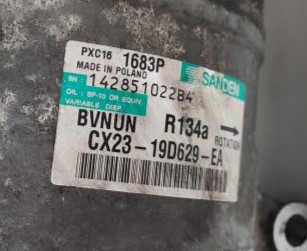 PXC16 1683P
MADE IN POLAND
SANDEN
SN: 142851022B4
OIL : SP-10 OR EQUIV.
VARIABLE DISP.
BVNUN R134a
ROTATION
CX23-19D629-EA